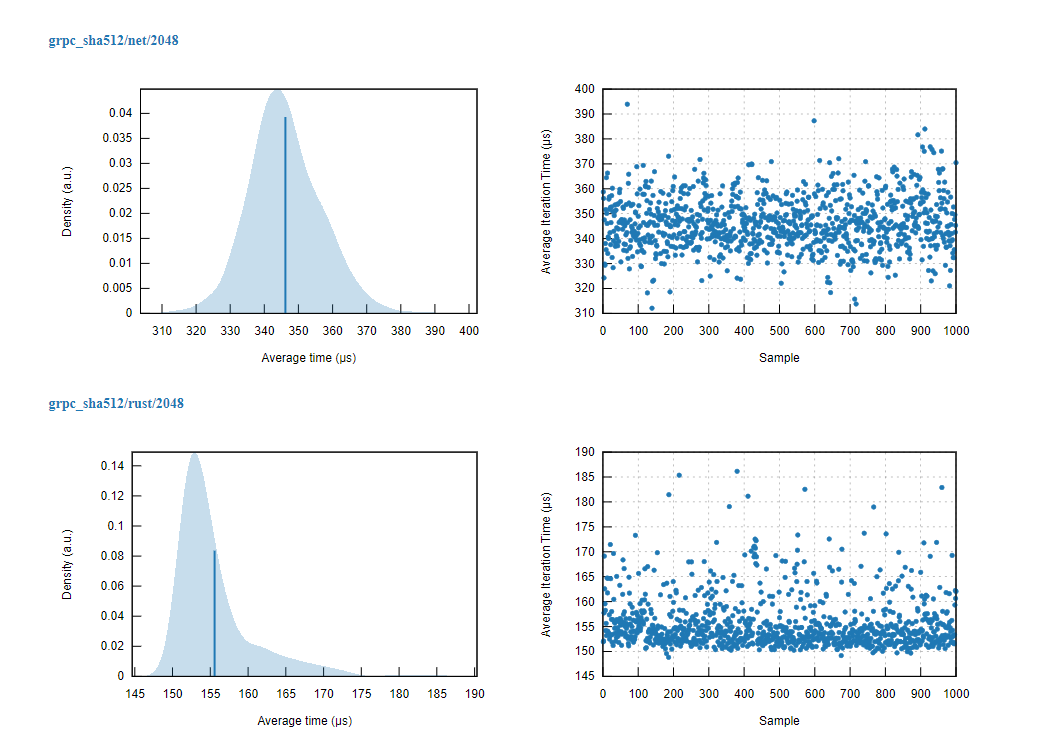 grpc_sha512/net/2048
0.04
0.035
0.03
0.025
0.02
0.015
0.01
0.005
0
Density (a.u.)
310 320 330 340 350 360 370 380 390 400
Average time (µs)
400
390
380
370
360
350
340
330
320
310
Average Iteration Time (µs)
0 100 200 300 400 500 600 700 800 900 1000
Sample
grpc_sha512/rust/2048
0.14
0.12
0.1
0.08
0.06
0.04
0.02
0
Density (a.u.)
145 150 155 160 165 170 175 180 185 190
Average time (µs)
190
185
180
175
170
165
160
155
150
145
Average Iteration Time (µs)
0 100 200 300 400 500 600 700 800 900 1000
Sample